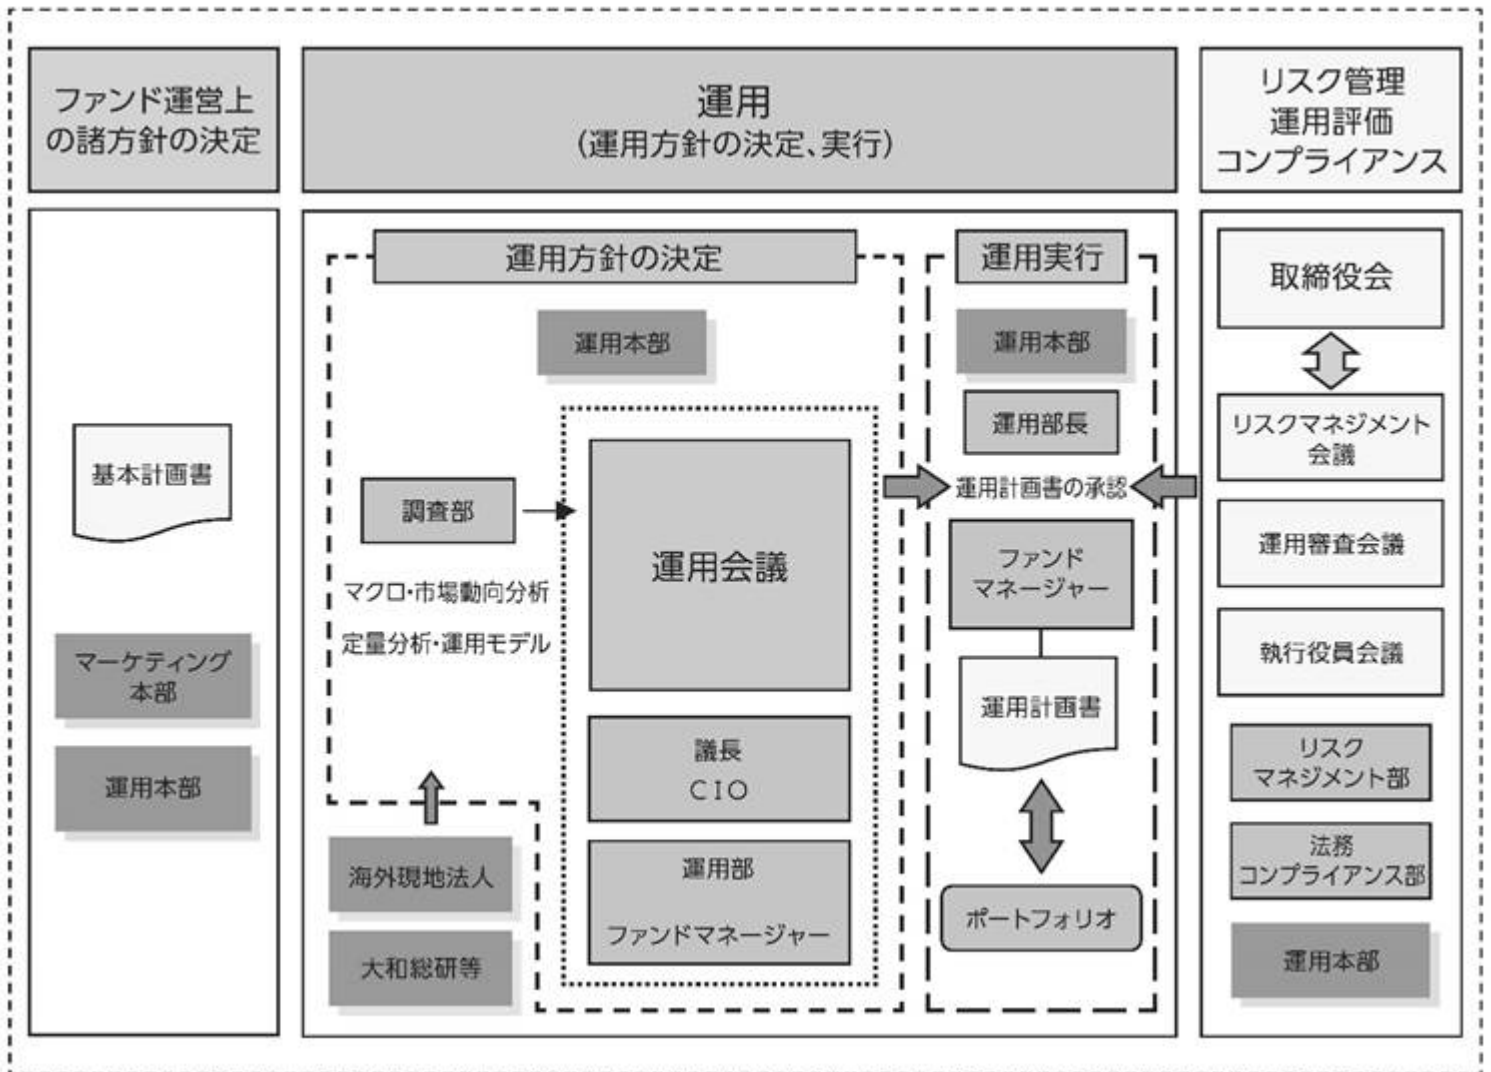 ファンド運営上
の諸方針の決定
運用
(運用方針の決定、実行)
リスク管理
運用評価
コンプライアンス
基本計画書
マーケティング
本部
運用本部
運用方針の決定
運用本部
調査部
マクロ・市場動向分析
定量分析・運用モデル
運用会議
議長
CIO
運用部
ファンドマネージャー
海外現地法人
大和総研等
運用実行
運用本部
運用部長
運用計画書の承認
ファンド
マネージャー
運用計画書
ポートフォリオ
取締役会
リスクマネジメント
会議
運用審査会議
執行役員会議
リスク
マネジメント部
法務
コンプライアンス部
運用本部